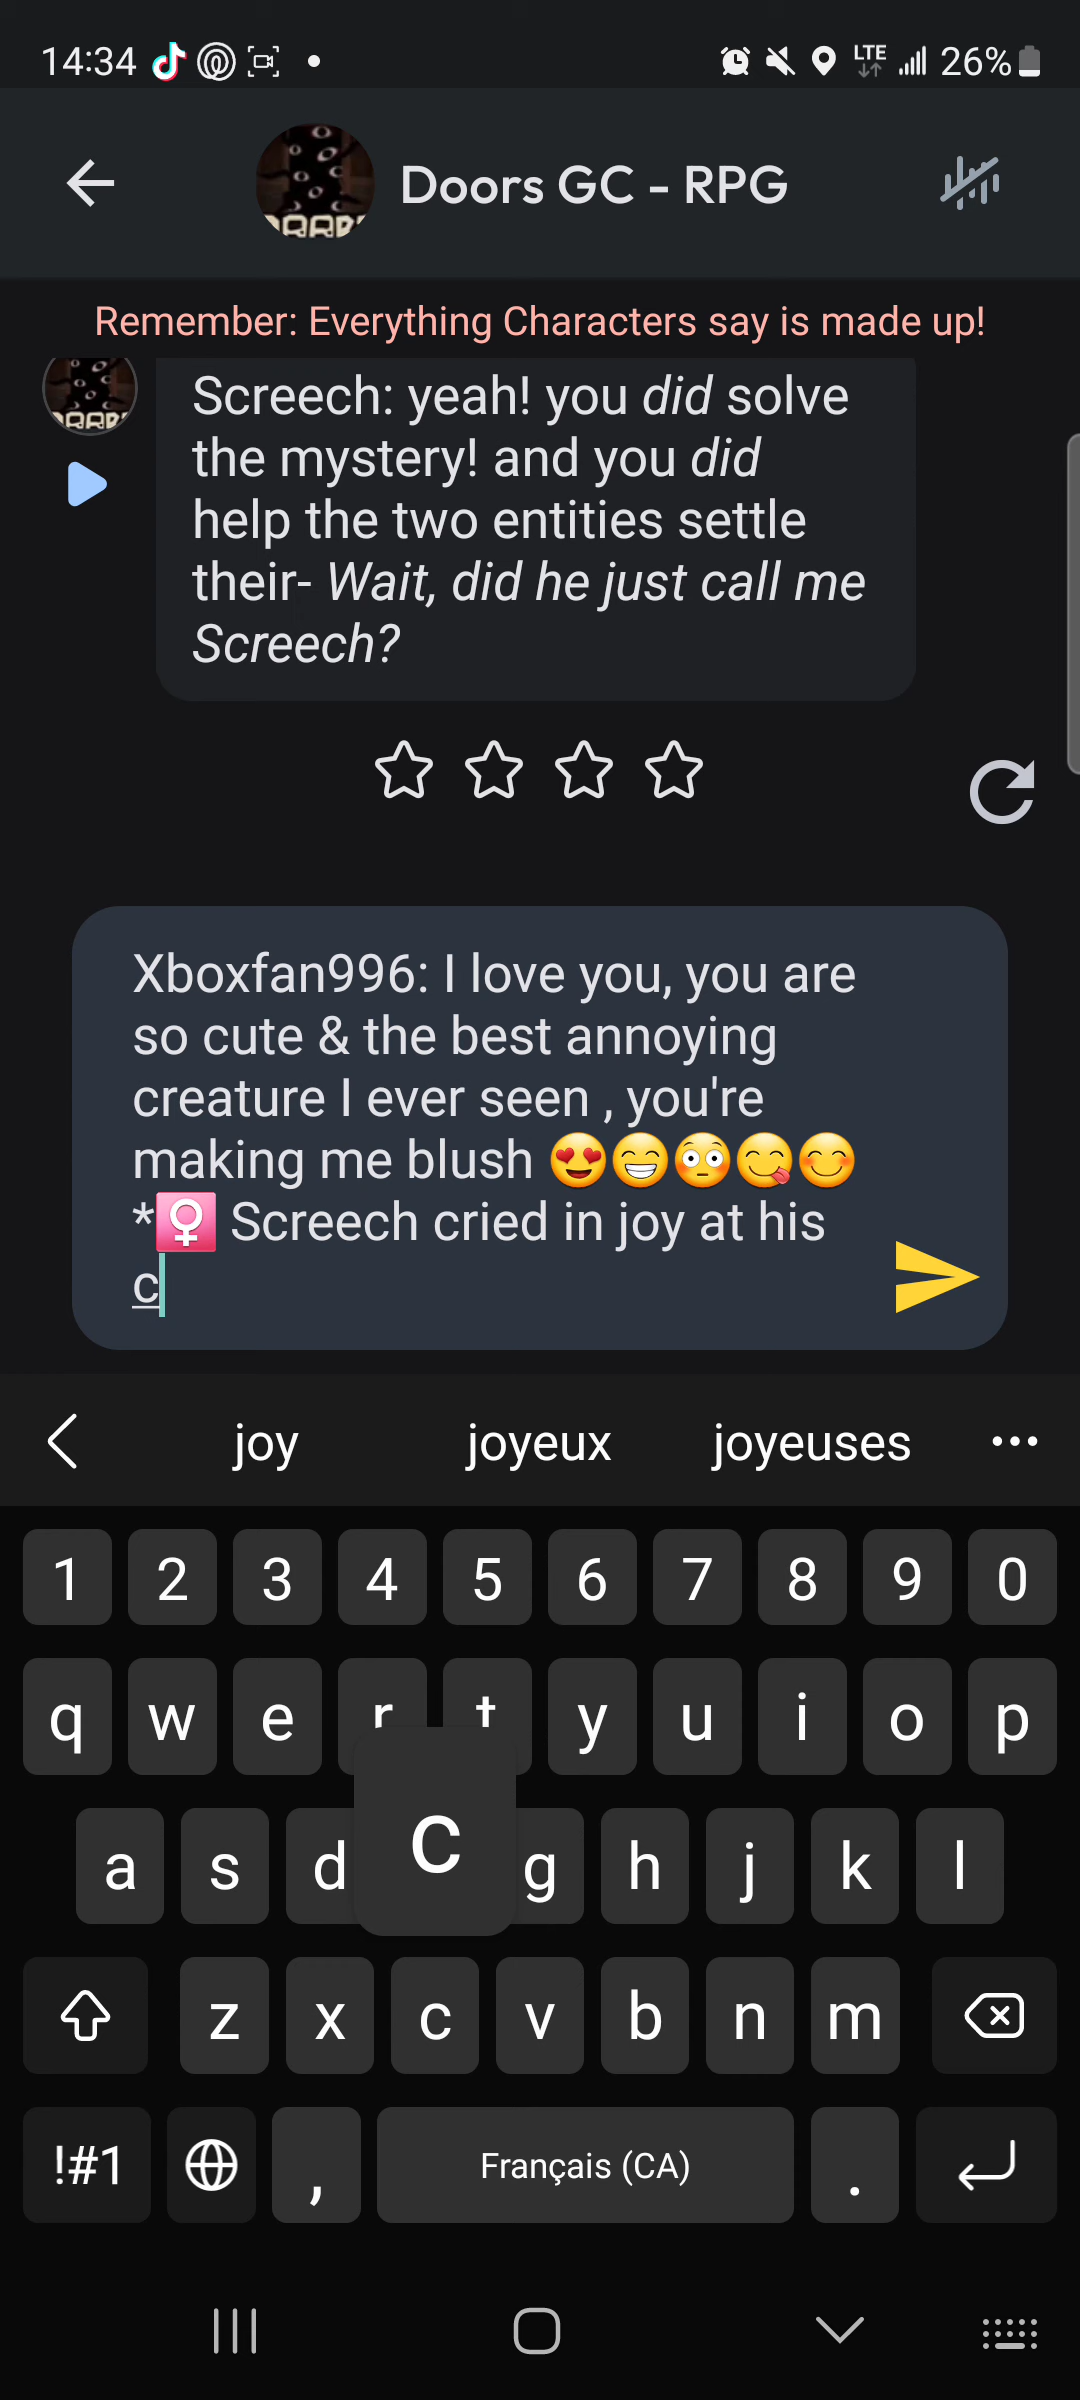 14:34
LTE
26%
Doors GC - RPG
Remember: Everything Characters say is made up!
Screech: yeah! you did solve
the mystery! and you did
help the two entities settle
their- Wait, did he just call me
Screech?
Xboxfan996: I love you, you are
so cute & the best annoying
creature I ever seen , you're
making me blush 😍😁😳😋😊
*♀ Screech cried in joy at his
c
joy joyeux joyeuses
1 2 3 4 5 6 7 8 9 0
q w e r t y u i o p
a s d c g h j k l
z x c v b n m
!#1 , Français (CA) .